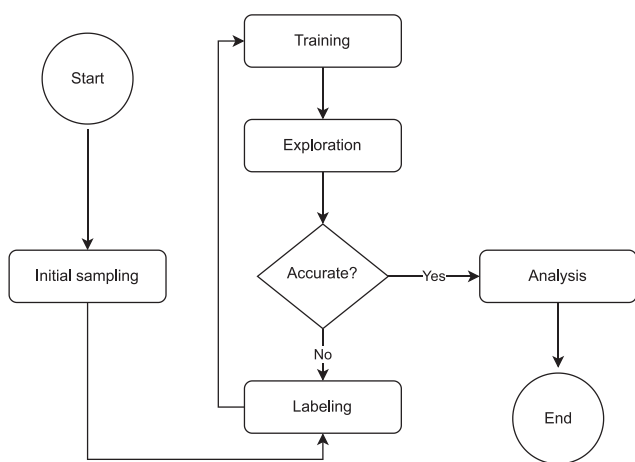 Start
Initial sampling
Training
Exploration
Accurate?
Yes
No
Labeling
Analysis
End